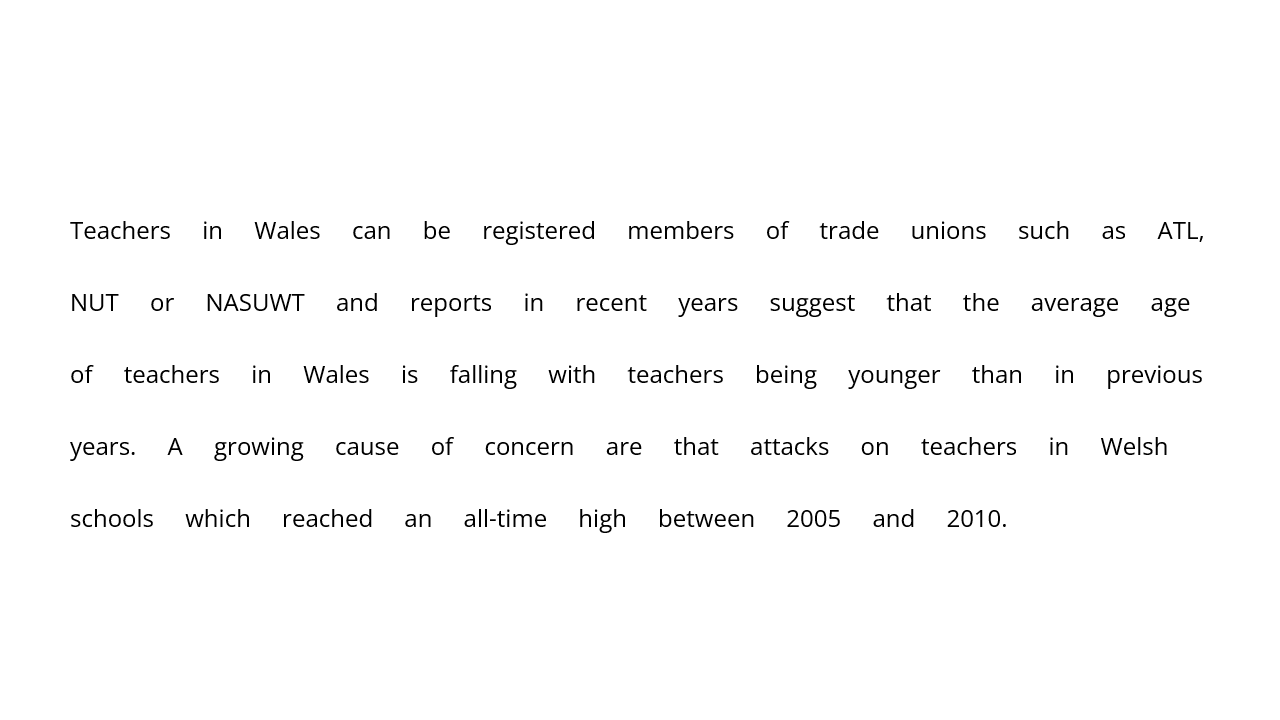 Teachers in Wales can be registered members of trade unions such as ATL,
NUT or NASUWT and reports in recent years suggest that the average age
of teachers in Wales is falling with teachers being younger than in previous
years. A growing cause of concern are that attacks on teachers in Welsh
schools which reached an all-time high between 2005 and 2010.